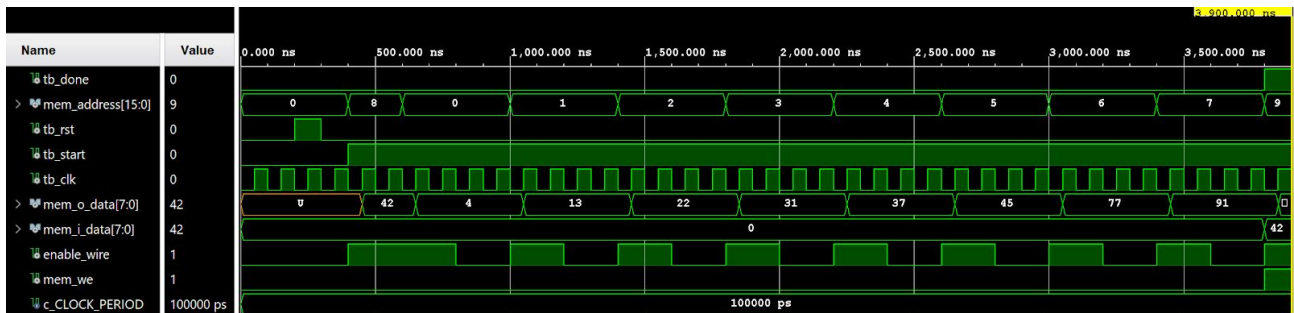 3,900.000 ns
Name Value 0.000 ns 500.000 ns 1,000.000 ns 1,500.000 ns 2,000.000 ns 2,500.000 ns 3,000.000 ns 3,500.000 ns
tb_done 0
mem_address[15:0] 9 0 8 0 1 2 3 4 5 6 7 9
tb_rst 0
tb_start 0
tb_clk 0
mem_o_data[7:0] 42 U 42 4 13 22 31 37 45 77 91
mem_i_data[7:0] 42 0 42
enable_wire 1
mem_we 1
c_CLOCK_PERIOD 100000 ps 100000 ps